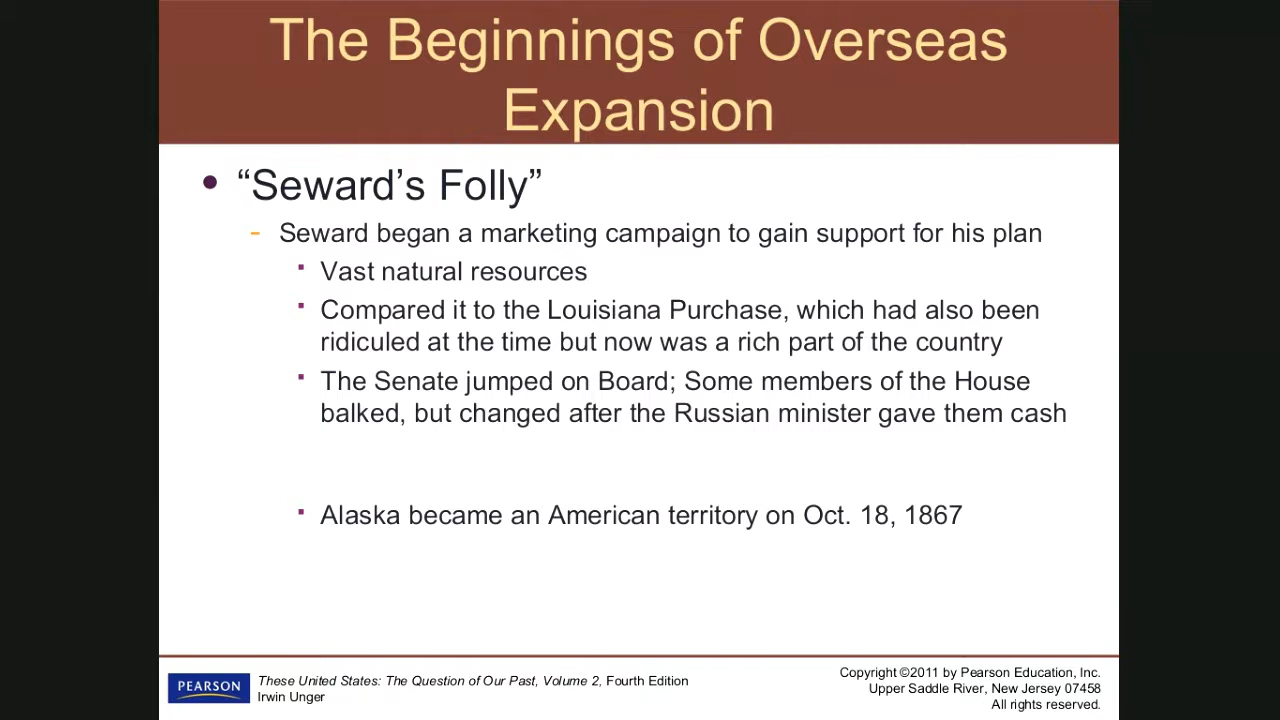 The Beginnings of Overseas
Expansion
• “Seward’s Folly”
- Seward began a marketing campaign to gain support for his plan
▪ Vast natural resources
▪ Compared it to the Louisiana Purchase, which had also been
ridiculed at the time but now was a rich part of the country
▪ The Senate jumped on Board; Some members of the House
balked, but changed after the Russian minister gave them cash
▪ Alaska became an American territory on Oct. 18, 1867
PEARSON
These United States: The Question of Our Past, Volume 2, Fourth Edition
Irwin Unger
Copyright ©2011 by Pearson Education, Inc.
Upper Saddle River, New Jersey 07458
All rights reserved.